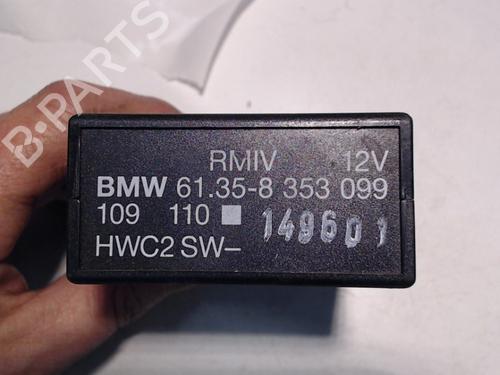 B-PARTS
RMIV 12V
BMW 61.35-8 353 099
109 110 149601
HWC2 SW-